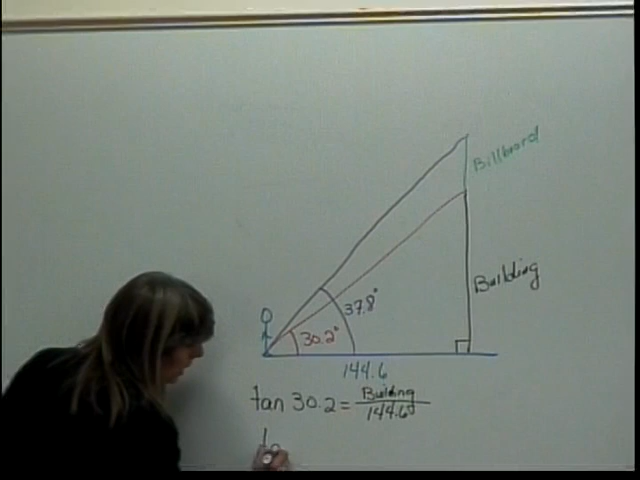 Billboard
Building
37.8°
30.2°
144.6
tan 30.2 = Building / 144.6